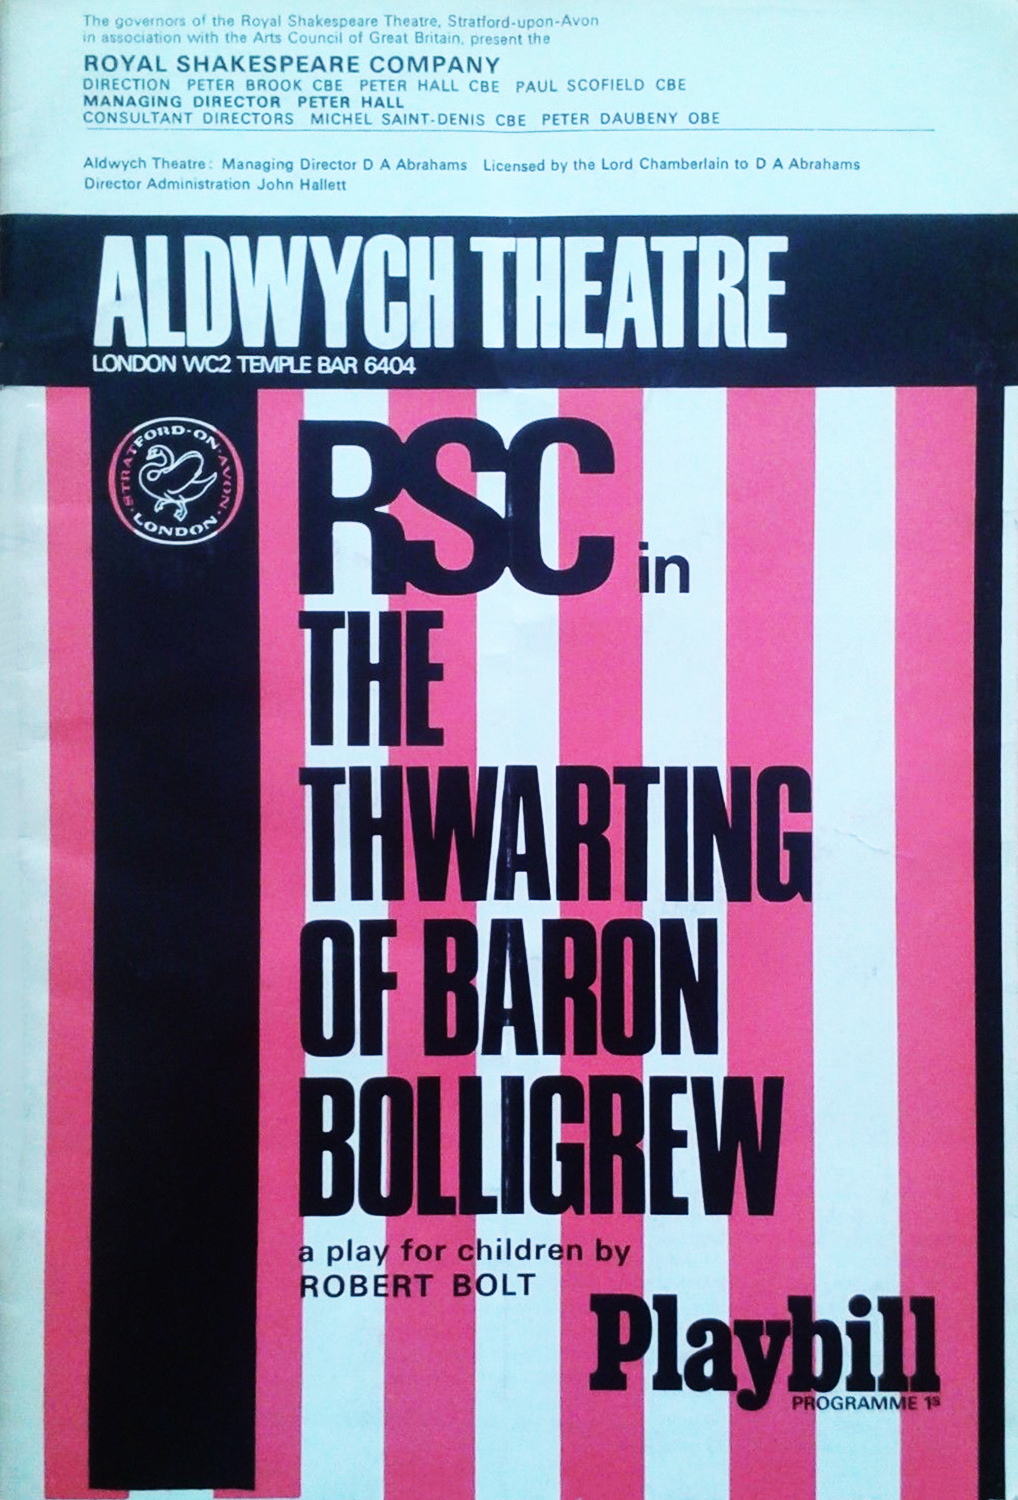 The governors of the Royal Shakespeare Theatre, Stratford-upon-Avon
in association with the Arts Council of Great Britain, present the
ROYAL SHAKESPEARE COMPANY
DIRECTION PETER BROOK CBE PETER HALL CBE PAUL SCOFIELD CBE
MANAGING DIRECTOR PETER HALL
CONSULTANT DIRECTORS MICHEL SAINT-DENIS CBE PETER DAUBENY OBE
Aldwych Theatre: Managing Director D A Abrahams Licensed by the Lord Chamberlain to D A Abrahams
Director Administration John Hallett
ALDWYCH THEATRE
LONDON WC2 TEMPLE BAR 6404
STRATFORD-ON-AVON
LONDON
RSC in
THE
THWARTING
OF BARON
BOLLIGREW
a play for children by
ROBERT BOLT
Playbill
PROGRAMME 1s